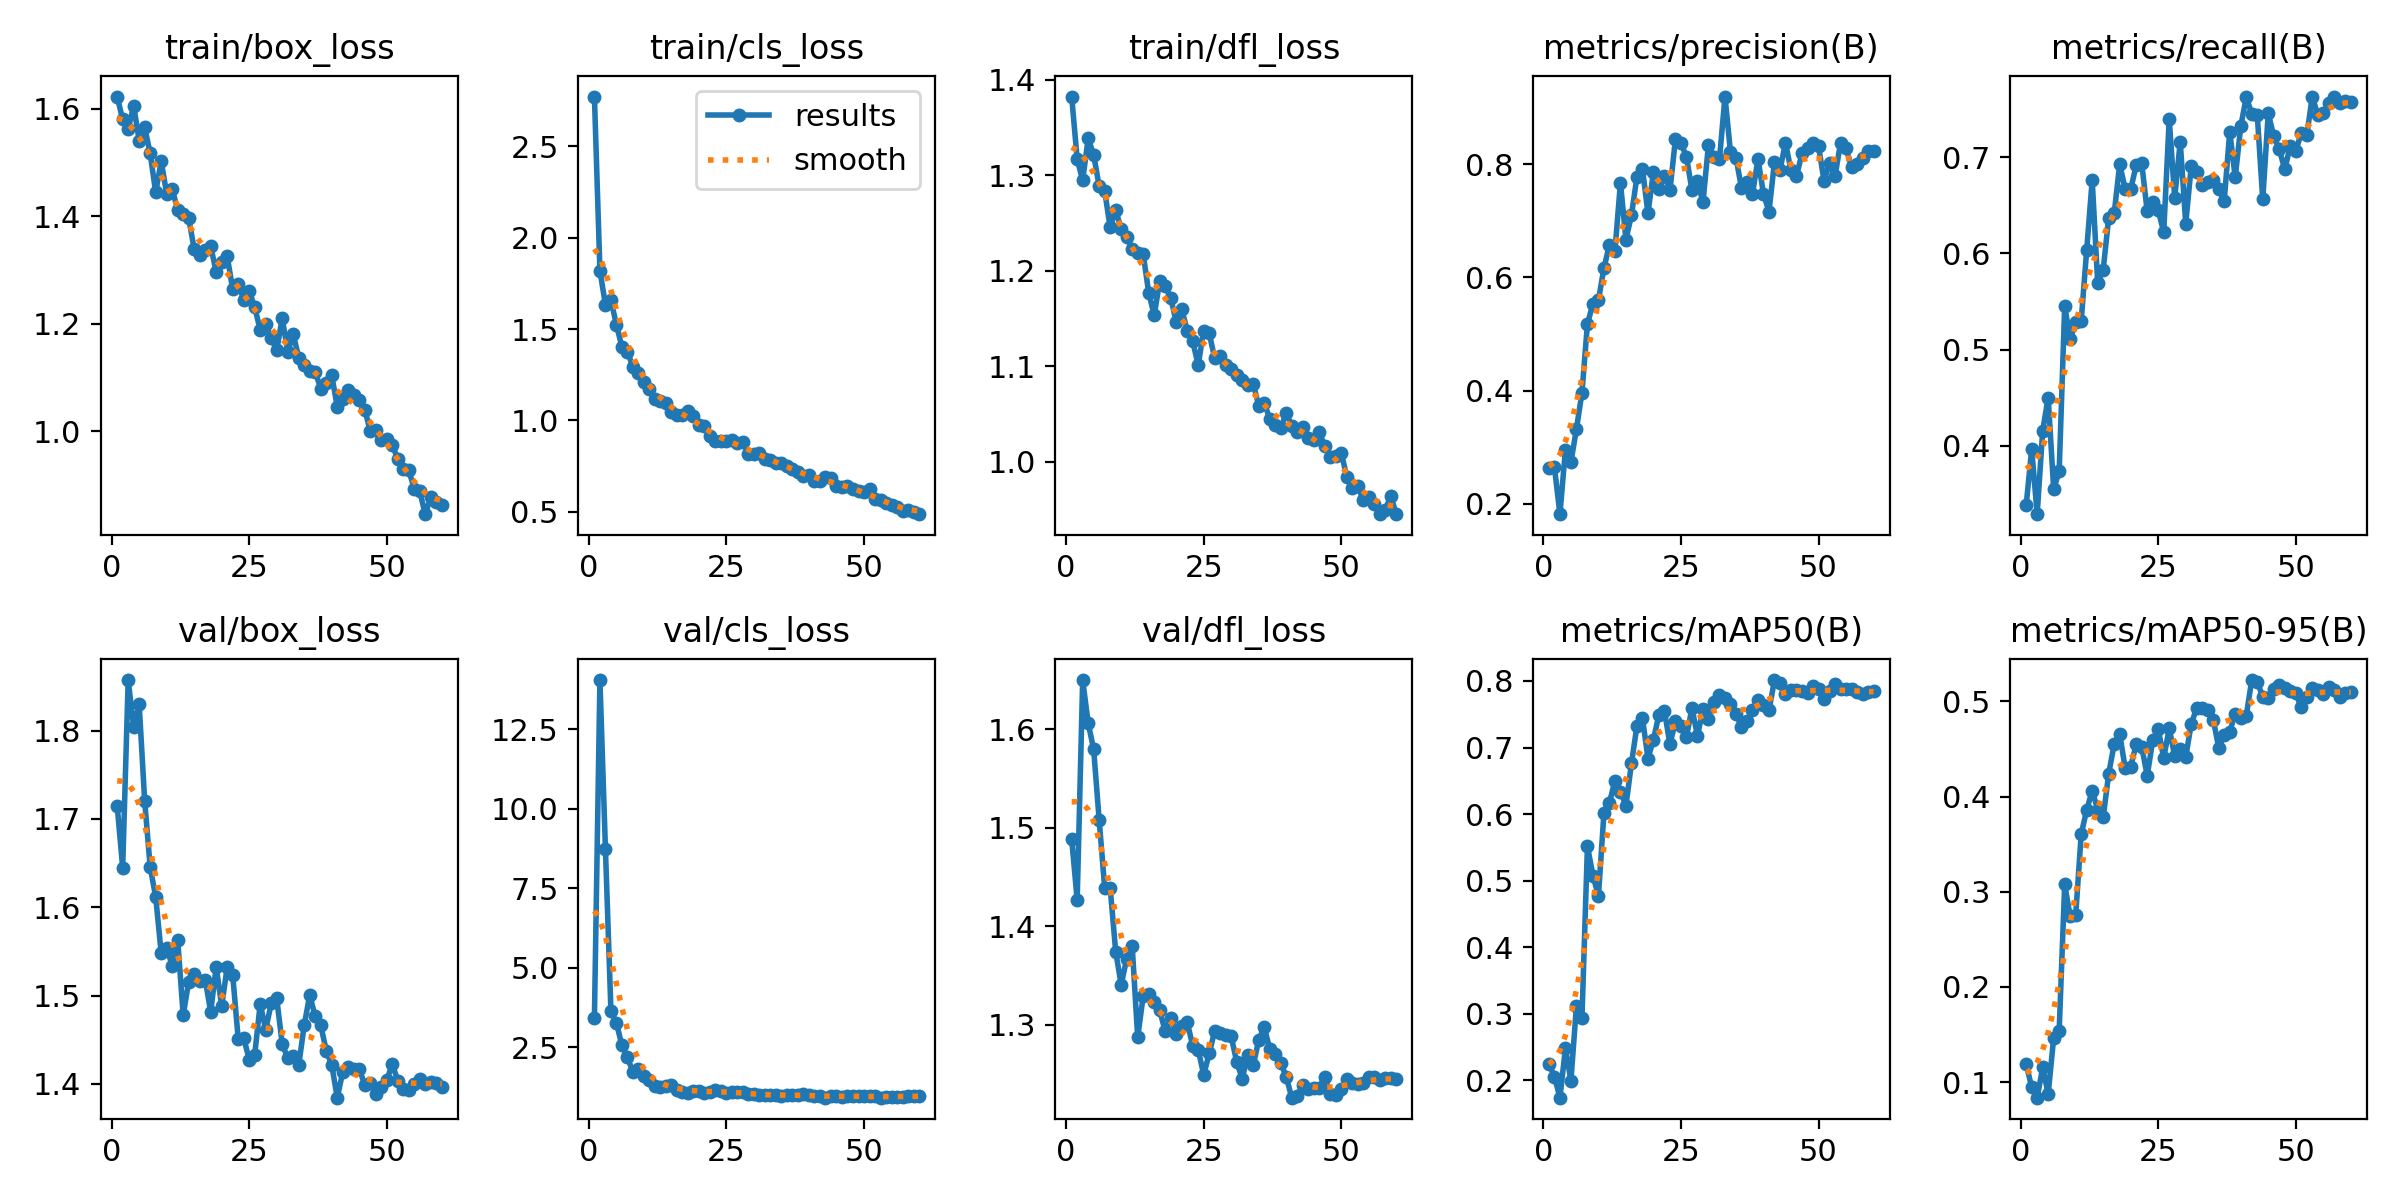 train/box_loss
1.6
1.4
1.2
1.0
0 25 50
train/cls_loss
results
smooth
2.5
2.0
1.5
1.0
0.5
0 25 50
train/dfl_loss
1.4
1.3
1.2
1.1
1.0
0 25 50
metrics/precision(B)
0.8
0.6
0.4
0.2
0 25 50
metrics/recall(B)
0.7
0.6
0.5
0.4
0 25 50
val/box_loss
1.8
1.7
1.6
1.5
1.4
0 25 50
val/cls_loss
12.5
10.0
7.5
5.0
2.5
0 25 50
val/dfl_loss
1.6
1.5
1.4
1.3
0 25 50
metrics/mAP50(B)
0.8
0.7
0.6
0.5
0.4
0.3
0.2
0 25 50
metrics/mAP50-95(B)
0.5
0.4
0.3
0.2
0.1
0 25 50